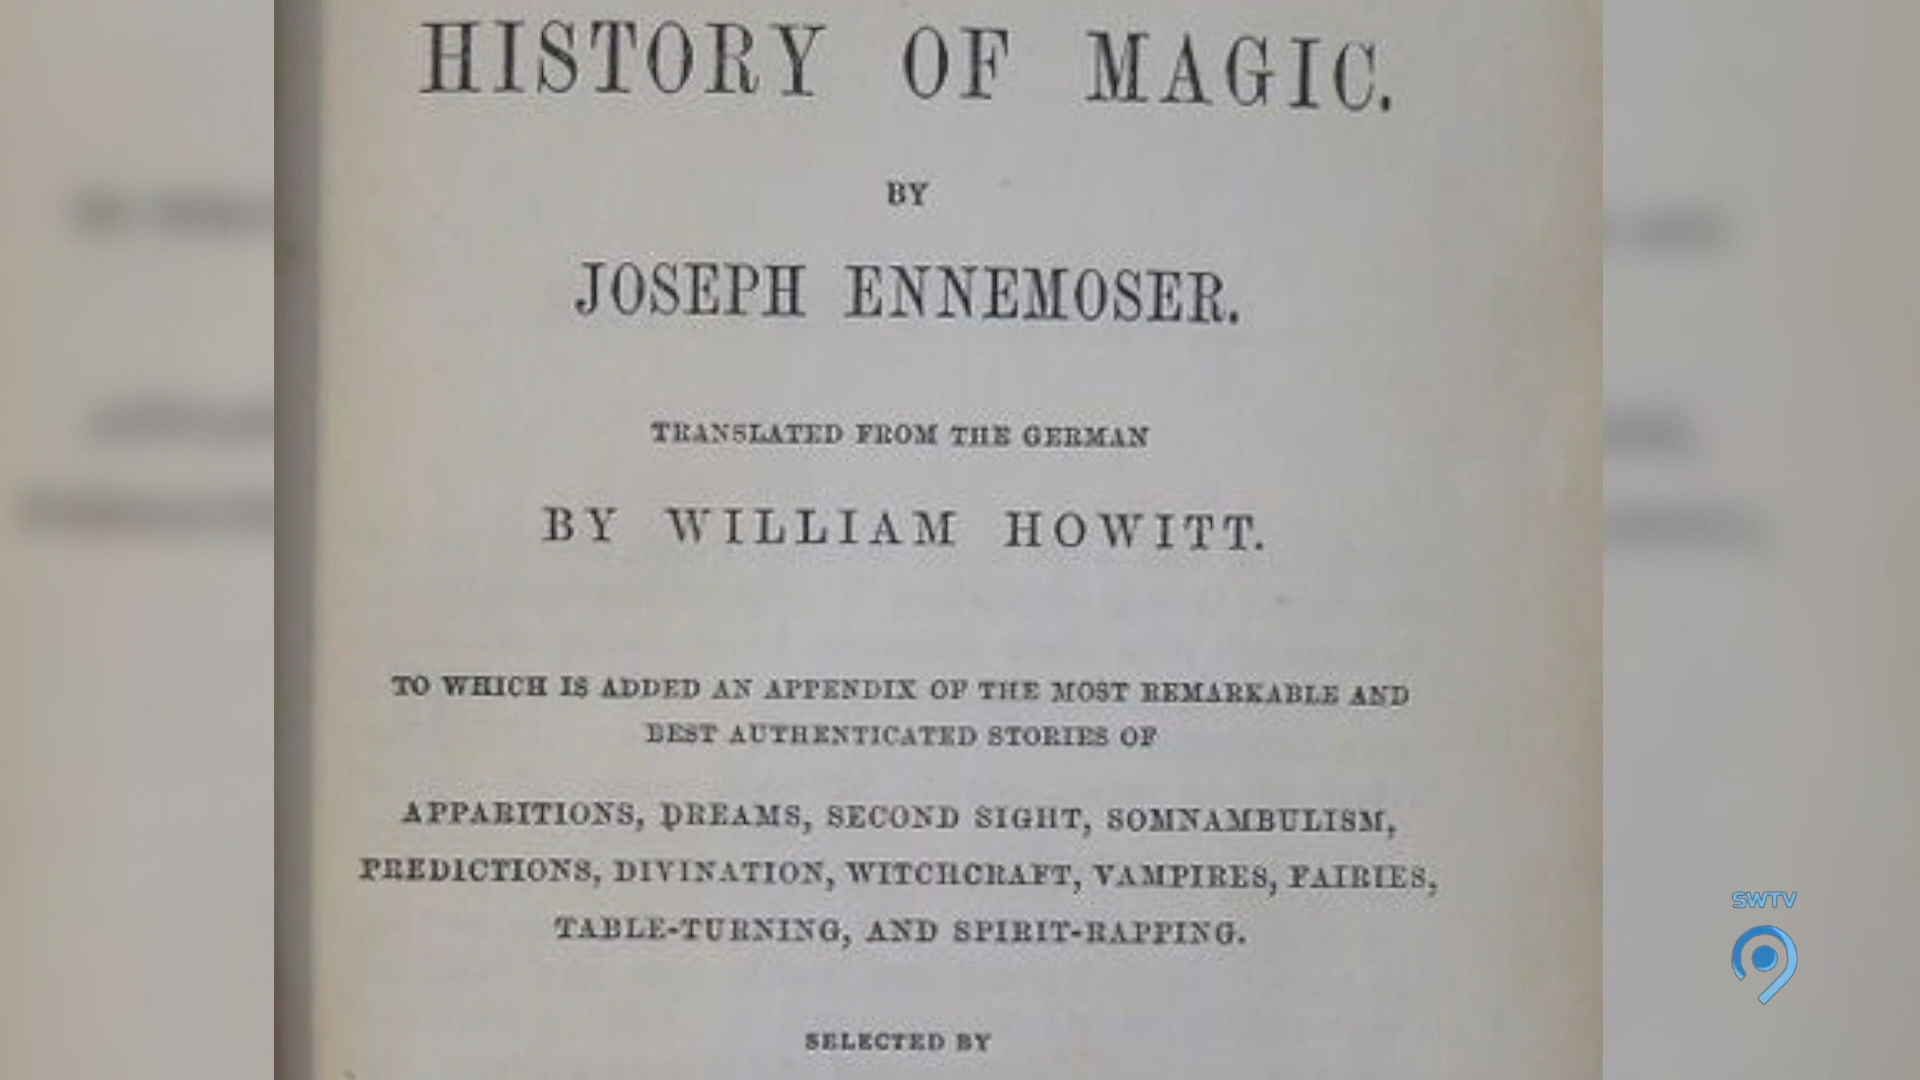 HISTORY OF MAGIC.
BY
JOSEPH ENNEMOSER.
TRANSLATED FROM THE GERMAN
BY WILLIAM HOWITT.
TO WHICH IS ADDED AN APPENDIX OF THE MOST REMARKABLE AND
BEST AUTHENTICATED STORIES OF
APPARITIONS, DREAMS, SECOND SIGHT, SOMNAMBULISM,
PREDICTIONS, DIVINATION, WITCHCRAFT, VAMPIRES, FAIRIES,
TABLE-TURNING, AND SPIRIT-RAPPING.
SELECTED BY
SWTV
9